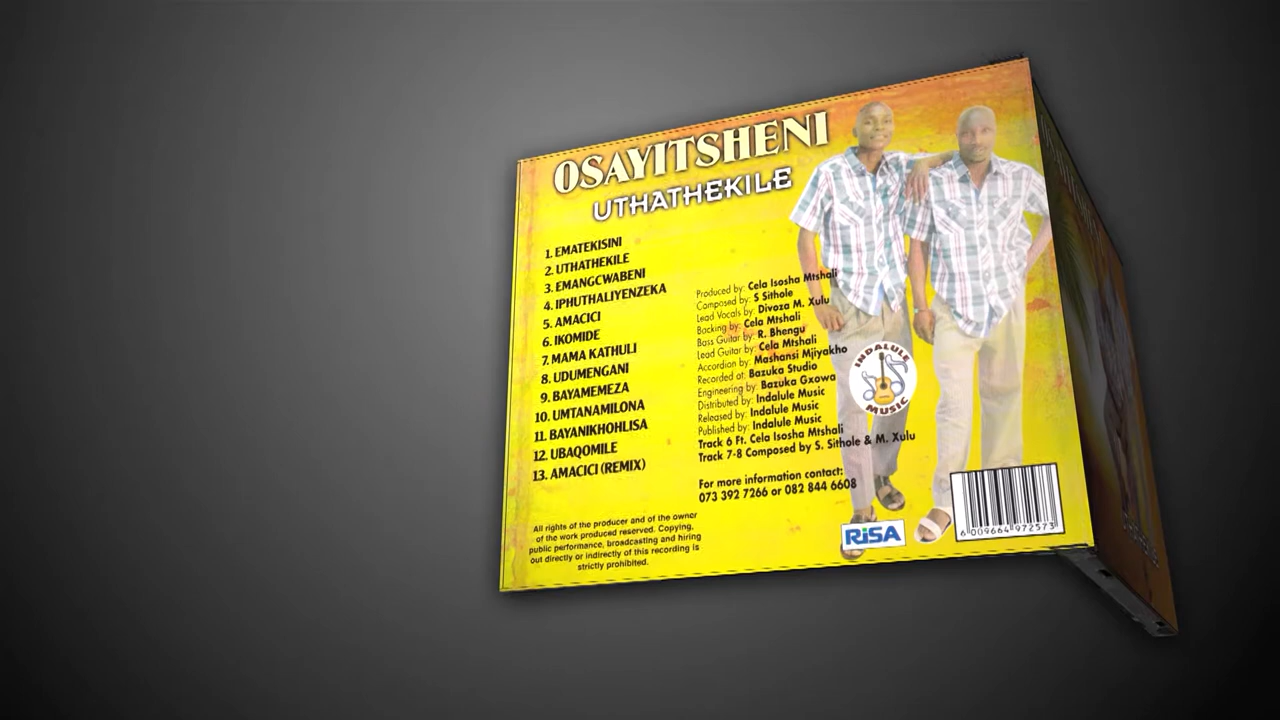 OSAYITSHENI
UTHATHEKILE
1. EMATEKISINI
2. UTHATHEKILE
3. EMANGCWABENI
4. IPHUTHALIYENZEKA
5. AMACICI
6. IKOMIDE
7. MAMA KATHULI
8. UDUMENGANI
9. BAYAMEMEZA
10. UMTANAMILONA
11. BAYANIKHOHLISA
12. UBAQOMILE
13. AMACICI (REMIX)
Produced by: Cela Isosha Mtshali
Composed by: S Sithole
Lead Vocals by: Divoza M. Xulu
Backing by: Cela Mtshali
Bass Guitar by: R. Bhengu
Lead Guitar by: Cela Mtshali
Accordion by: Mashansi Mjiyakho
Recorded at: Bazuka Studio
Engineering by: Bazuka Gxowa
Distributed by: Indalule Music
Released by: Indalule Music
Published by: Indalule Music
Track 6 Ft. Cela Isosha Mtshali
Track 7-8 Composed by S. Sithole & M. Xulu
For more information contact:
073 392 7266 or 082 844 6608
INDALULE
MUSIC
All rights of the producer and of the owner
of the work produced reserved. Copying,
public performance, broadcasting and hiring
out directly or indirectly of this recording is
strictly prohibited.
RiSA
6 009664 972573